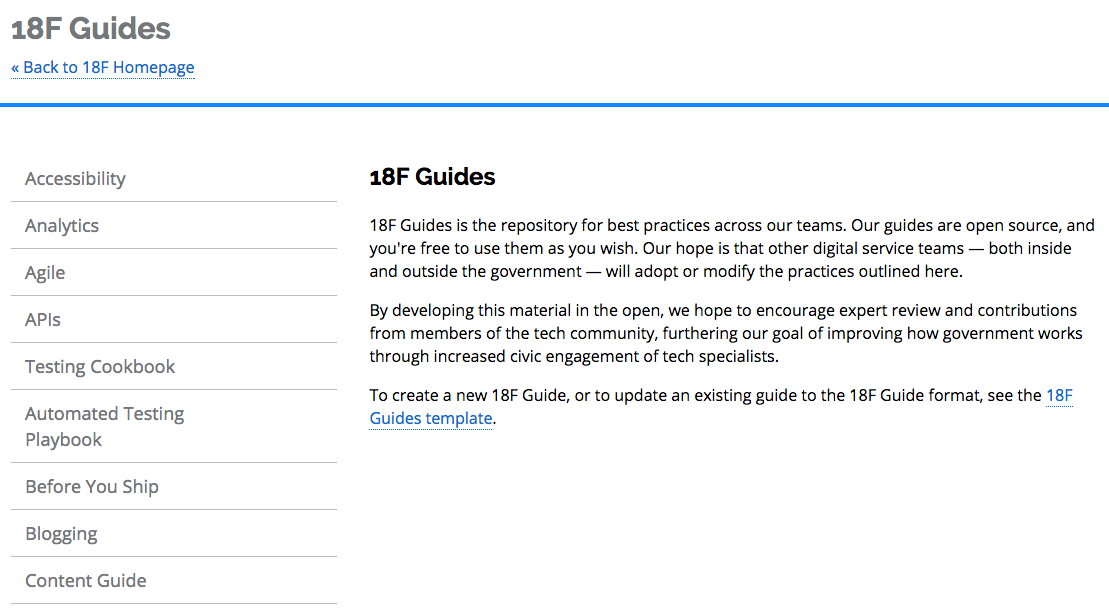 18F Guides
« Back to 18F Homepage
Accessibility
Analytics
Agile
APIs
Testing Cookbook
Automated Testing
Playbook
Before You Ship
Blogging
Content Guide
18F Guides
18F Guides is the repository for best practices across our teams. Our guides are open source, and
you're free to use them as you wish. Our hope is that other digital service teams — both inside
and outside the government — will adopt or modify the practices outlined here.
By developing this material in the open, we hope to encourage expert review and contributions
from members of the tech community, furthering our goal of improving how government works
through increased civic engagement of tech specialists.
To create a new 18F Guide, or to update an existing guide to the 18F Guide format, see the 18F
Guides template.